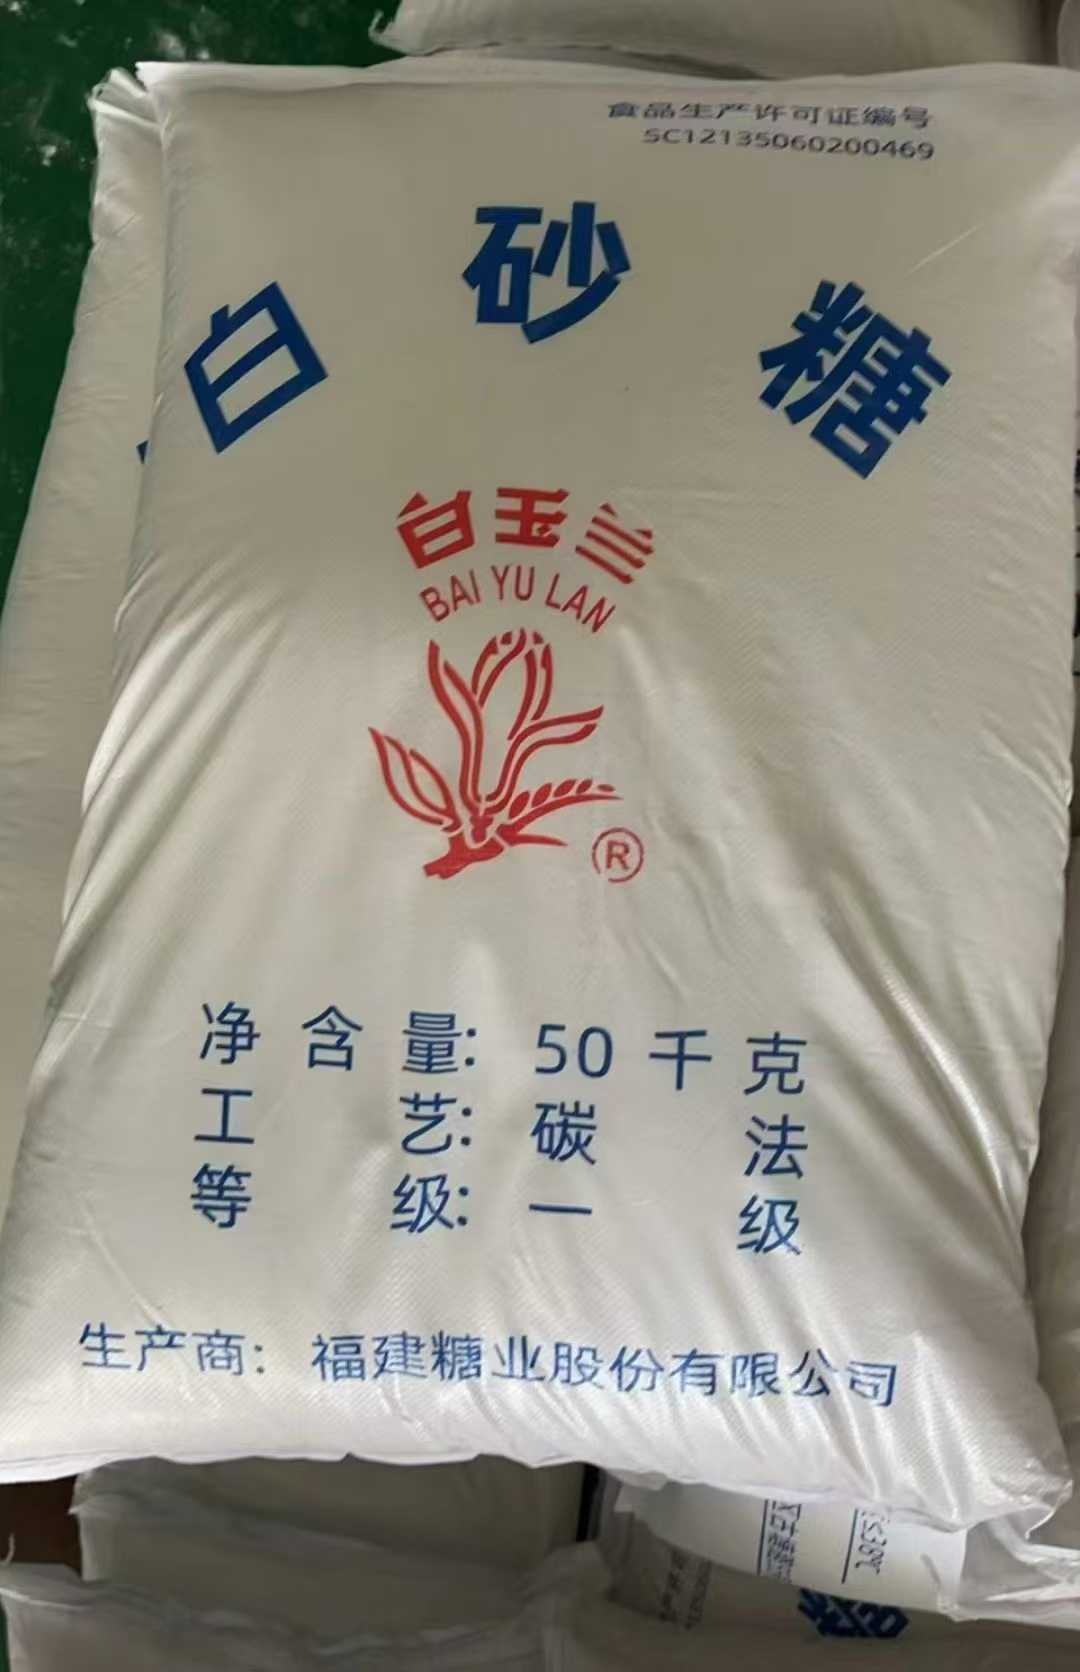 食品生产许可证编号
SC12135060200469
白砂糖
白玉兰
BAI YU LAN
®
净含量：50千克
工艺：碳法
等级：一级
生产商：福建糖业股份有限公司
≤38℃
糖